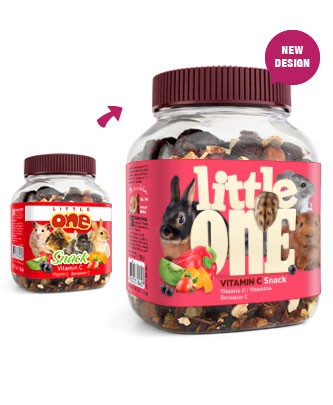 NEW
DESIGN
LITTLE
one
Snack
Vitamin C
little
ONE
VITAMIN C Snack
Vitamin C / Vitamina
Витамин C